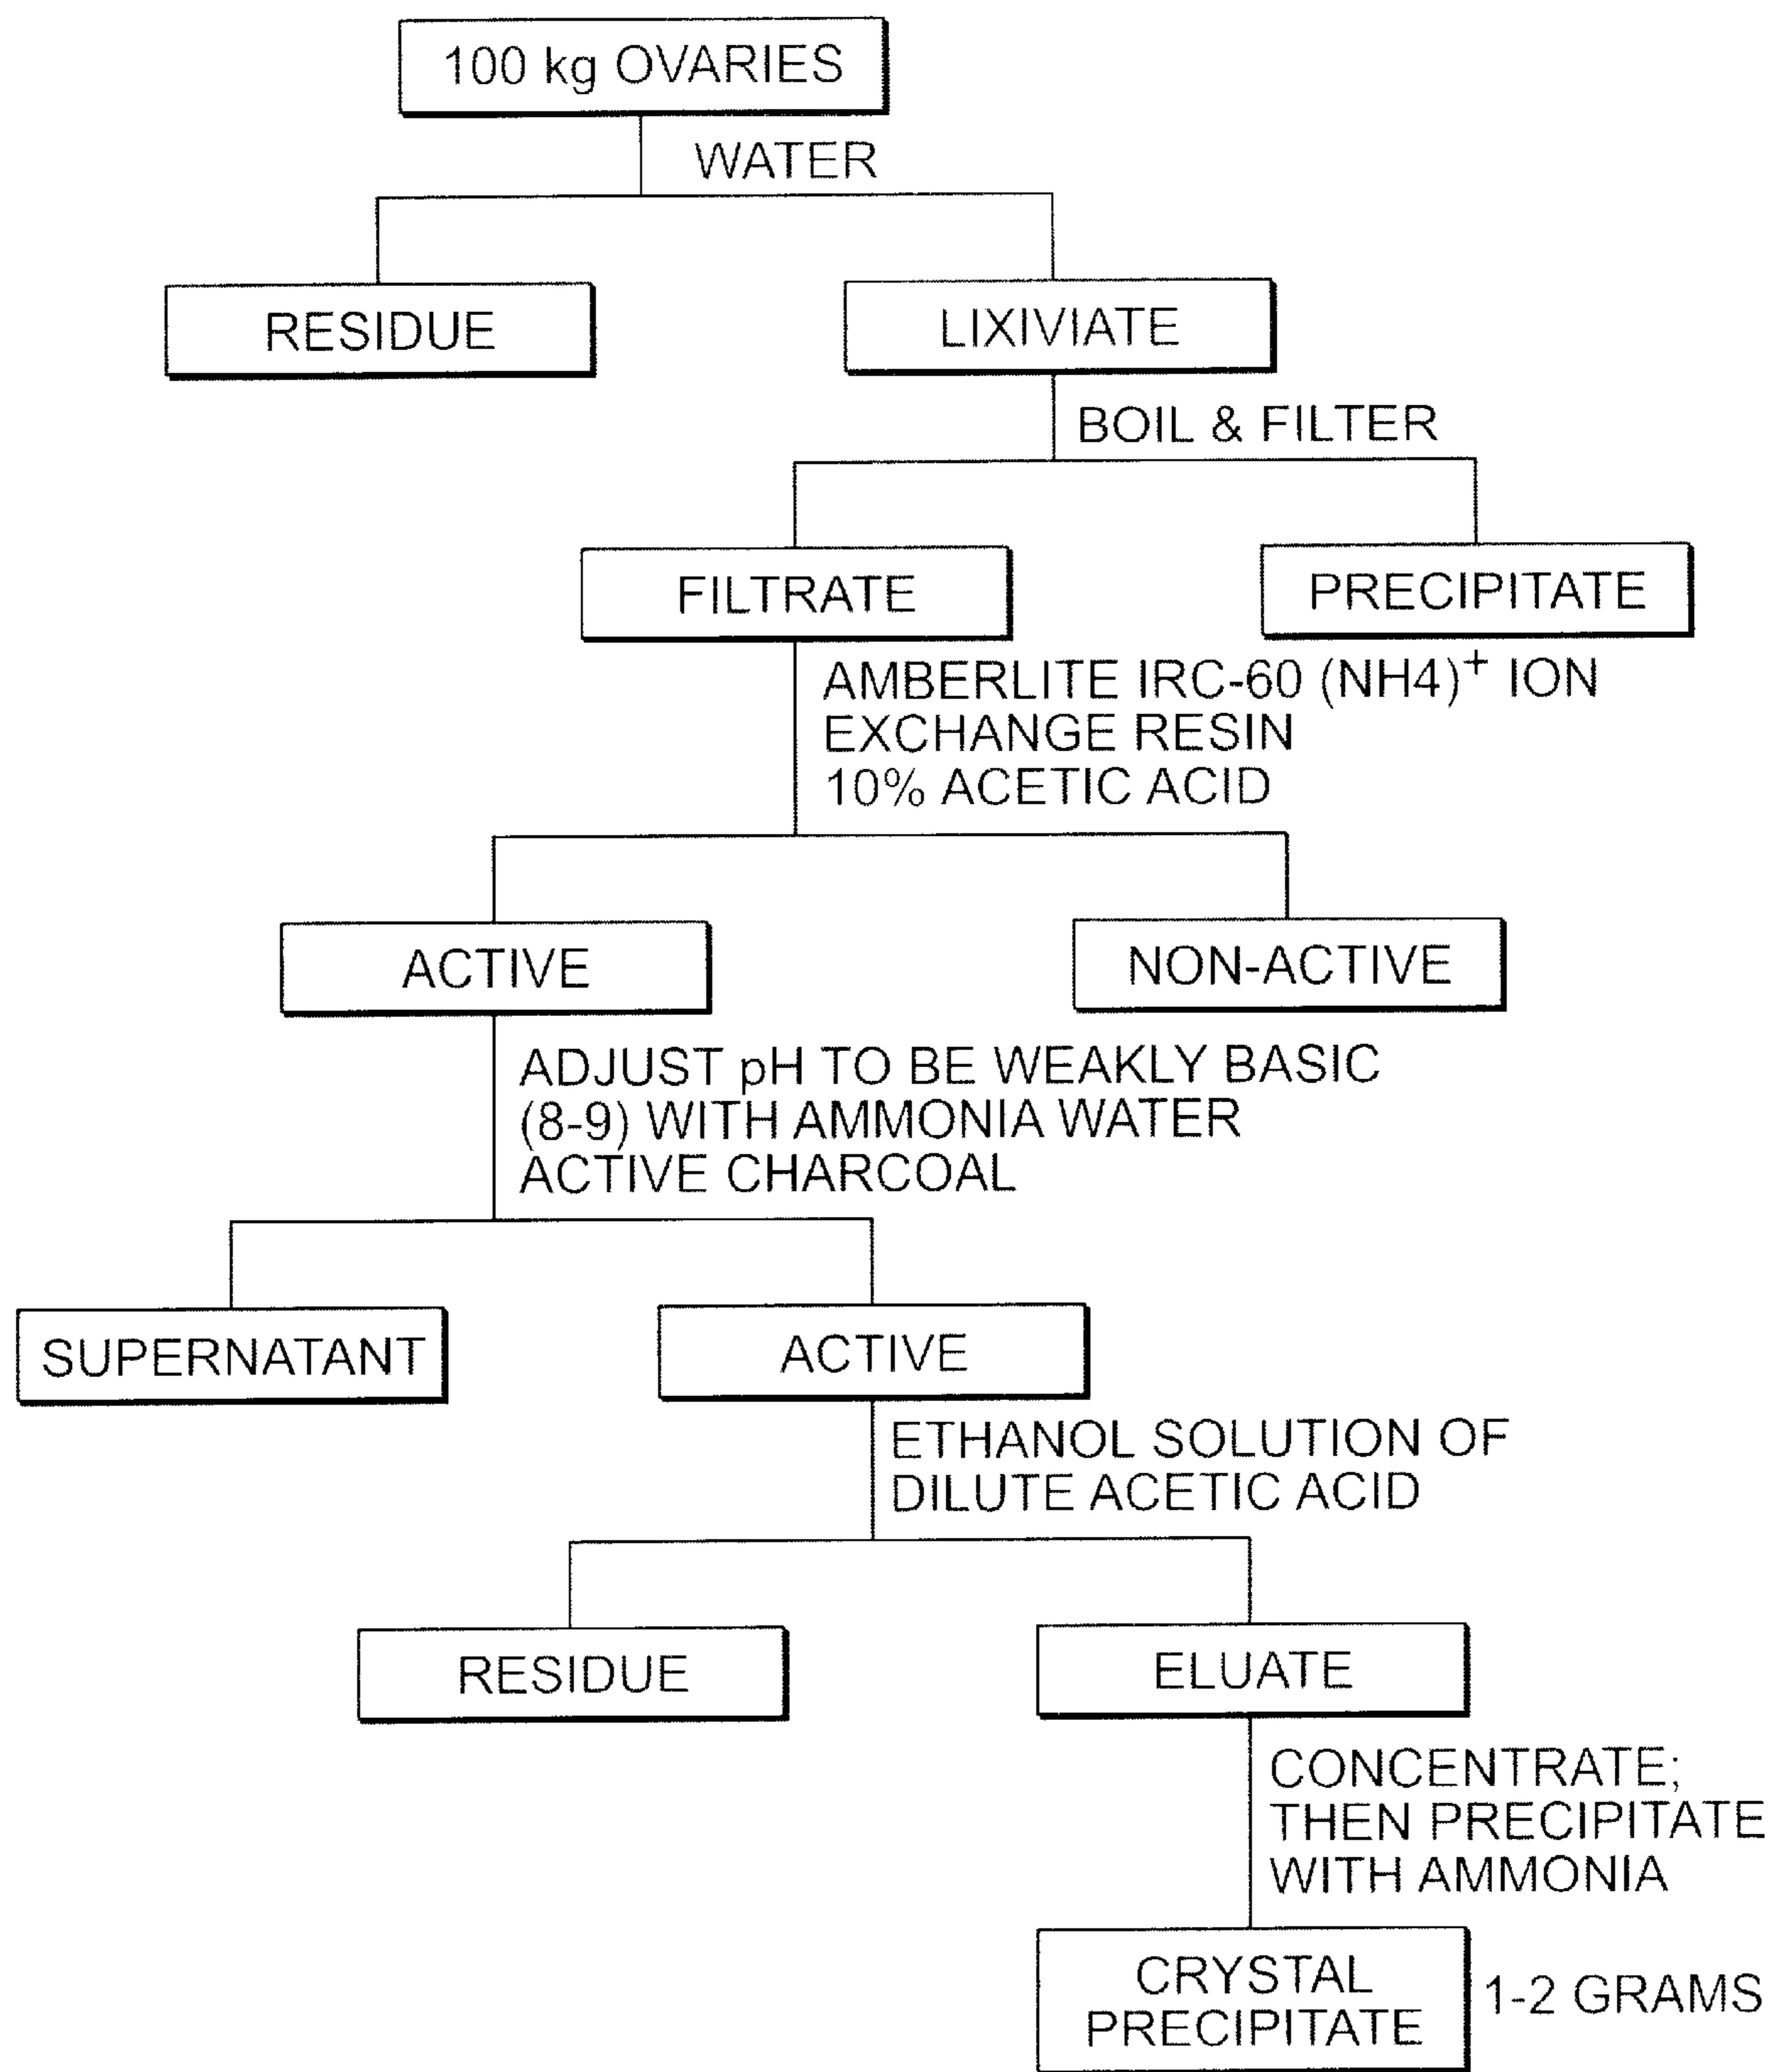 100 kg OVARIES
WATER
RESIDUE
LIXIVIATE
BOIL & FILTER
FILTRATE
PRECIPITATE
AMBERLITE IRC-60 (NH4)⁺ ION
EXCHANGE RESIN
10% ACETIC ACID
ACTIVE
NON-ACTIVE
ADJUST pH TO BE WEAKLY BASIC
(8-9) WITH AMMONIA WATER
ACTIVE CHARCOAL
SUPERNATANT
ACTIVE
ETHANOL SOLUTION OF
DILUTE ACETIC ACID
RESIDUE
ELUATE
CONCENTRATE;
THEN PRECIPITATE
WITH AMMONIA
CRYSTAL
PRECIPITATE
1-2 GRAMS